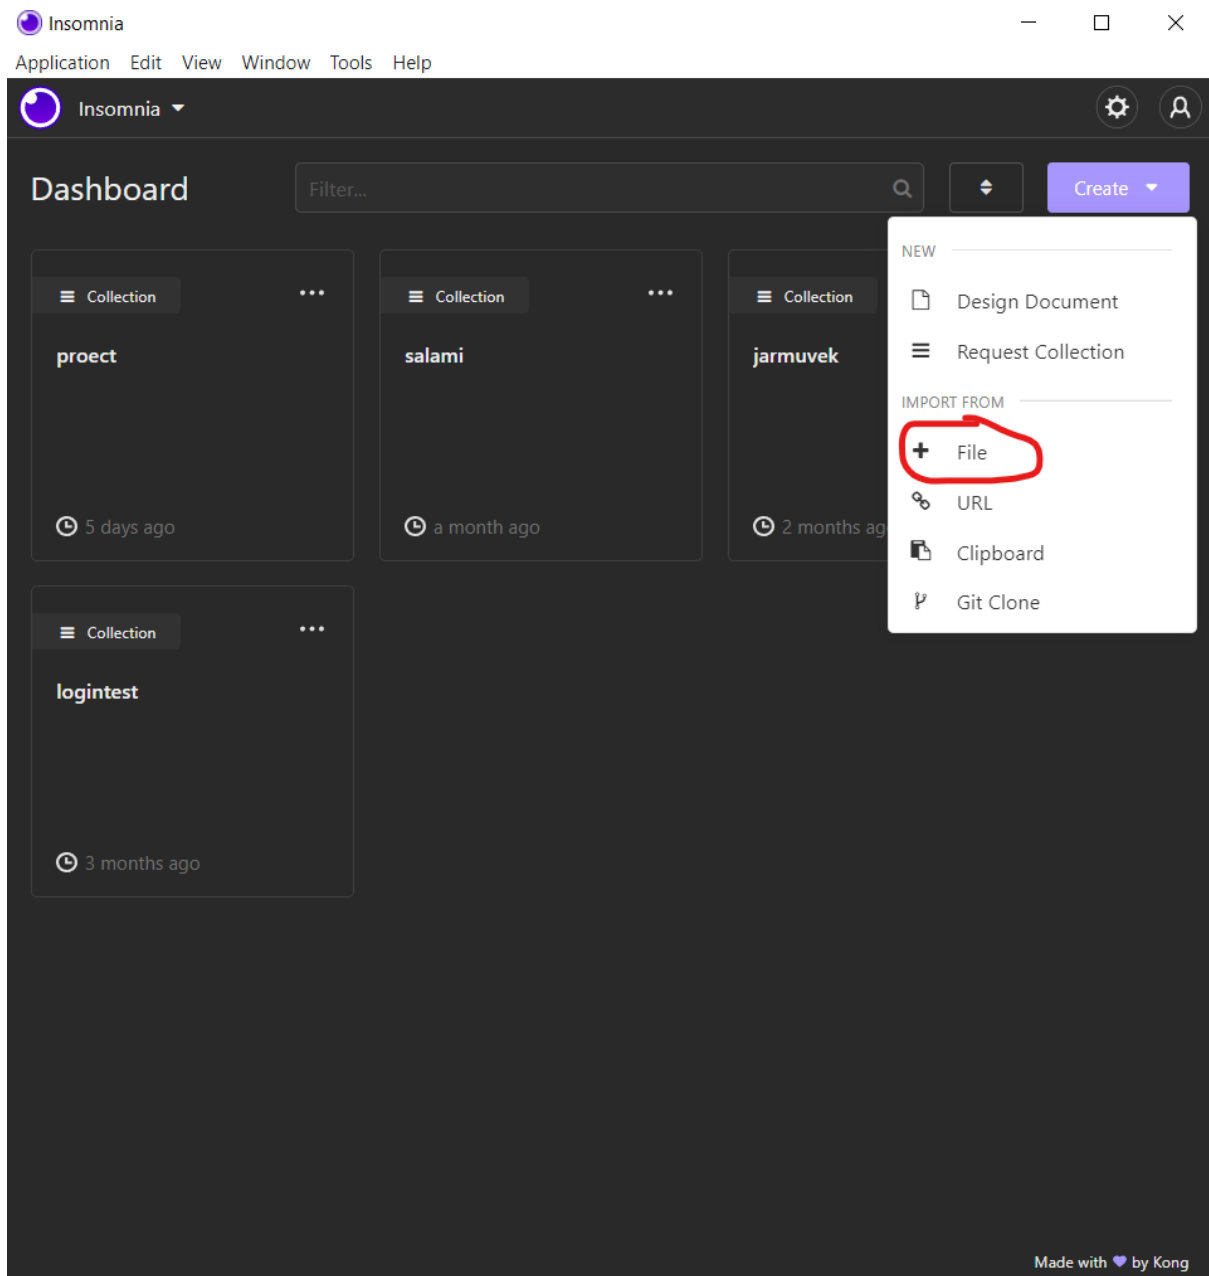 Insomnia
Application Edit View Window Tools Help
Insomnia
Dashboard
Filter...
Create
NEW
Design Document
Request Collection
IMPORT FROM
File
URL
Clipboard
Git Clone
Collection
proect
5 days ago
Collection
salami
a month ago
Collection
jarmuvek
2 months ag
Collection
logintest
3 months ago
Made with 💜 by Kong